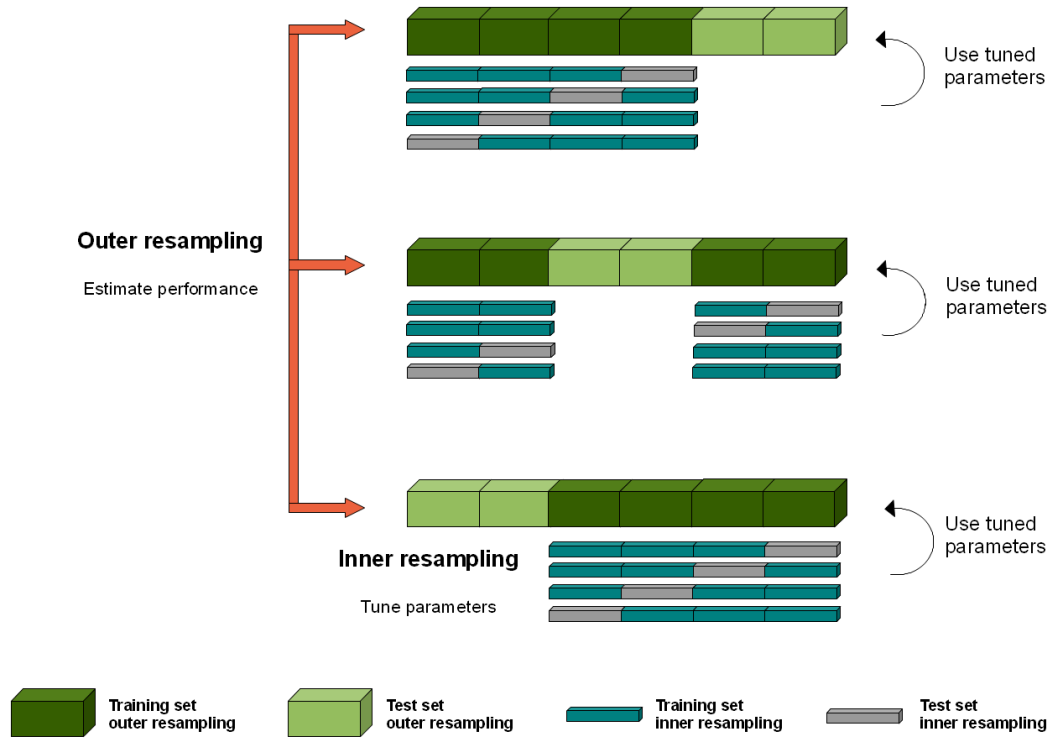 Use tuned
parameters
Outer resampling
Estimate performance
Use tuned
parameters
Inner resampling
Tune parameters
Use tuned
parameters
Training set
outer resampling
Test set
outer resampling
Training set
inner resampling
Test set
inner resampling